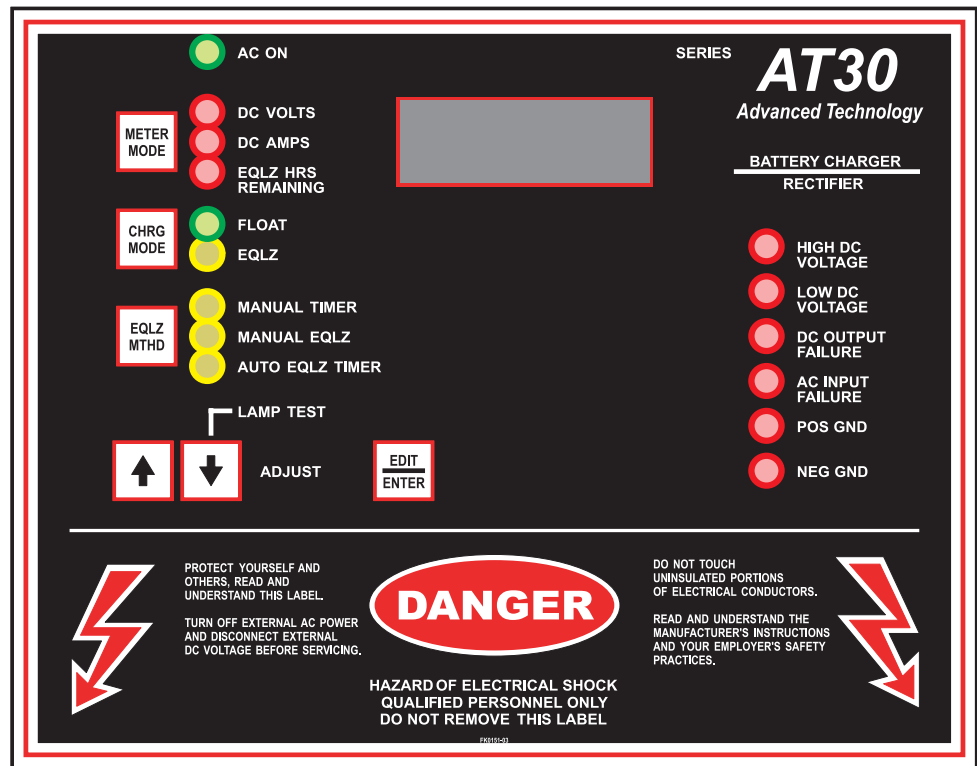 AC ON
SERIES
AT30
Advanced Technology
BATTERY CHARGER
RECTIFIER
METER
MODE
DC VOLTS
DC AMPS
EQLZ HRS
REMAINING
CHRG
MODE
FLOAT
EQLZ
EQLZ
MTHD
MANUAL TIMER
MANUAL EQLZ
AUTO EQLZ TIMER
LAMP TEST
ADJUST
EDIT
ENTER
HIGH DC
VOLTAGE
LOW DC
VOLTAGE
DC OUTPUT
FAILURE
AC INPUT
FAILURE
POS GND
NEG GND
PROTECT YOURSELF AND
OTHERS, READ AND
UNDERSTAND THIS LABEL.
TURN OFF EXTERNAL AC POWER
AND DISCONNECT EXTERNAL
DC VOLTAGE BEFORE SERVICING.
DANGER
HAZARD OF ELECTRICAL SHOCK
QUALIFIED PERSONNEL ONLY
DO NOT REMOVE THIS LABEL
FK0151-03
DO NOT TOUCH
UNINSULATED PORTIONS
OF ELECTRICAL CONDUCTORS.
READ AND UNDERSTAND THE
MANUFACTURER'S INSTRUCTIONS
AND YOUR EMPLOYER'S SAFETY
PRACTICES.